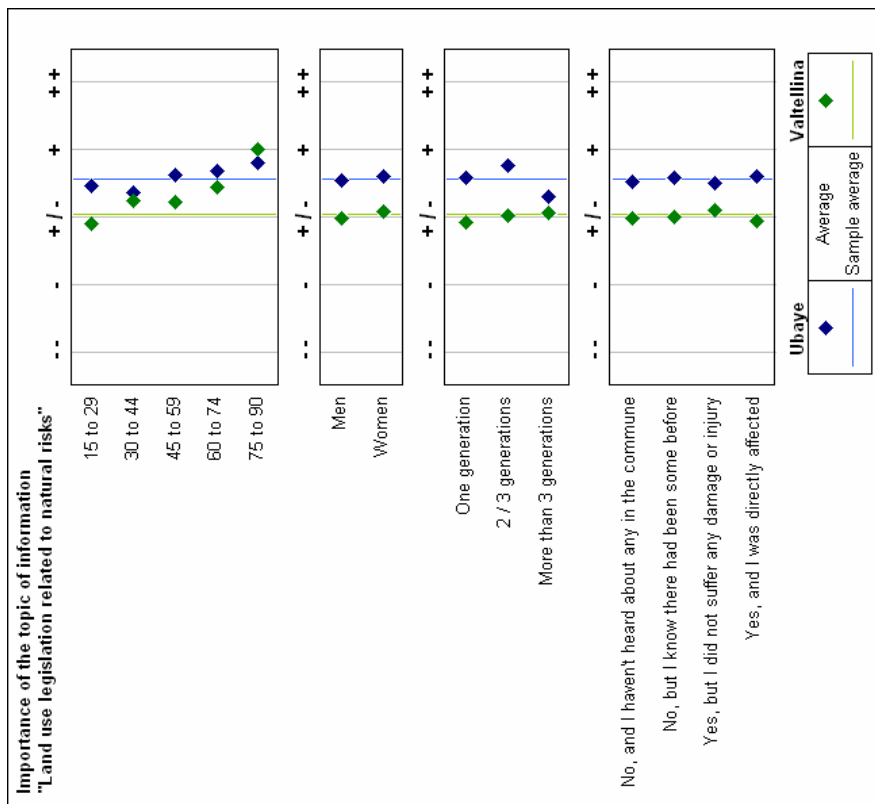 Importance of the topic of information
"Land use legislation related to natural risks"
- - - + / - + ++
15 to 29
30 to 44
45 to 59
60 to 74
75 to 90
- - - + / - + ++
Men
Women
- - - + / - + ++
One generation
2 / 3 generations
More than 3 generations
- - - + / - + ++
No, and I haven't heard about any in the commune
No, but I know there had been some before
Yes, but I did not suffer any damage or injury
Yes, and I was directly affected
Ubaye Valtellina
Average
Sample average